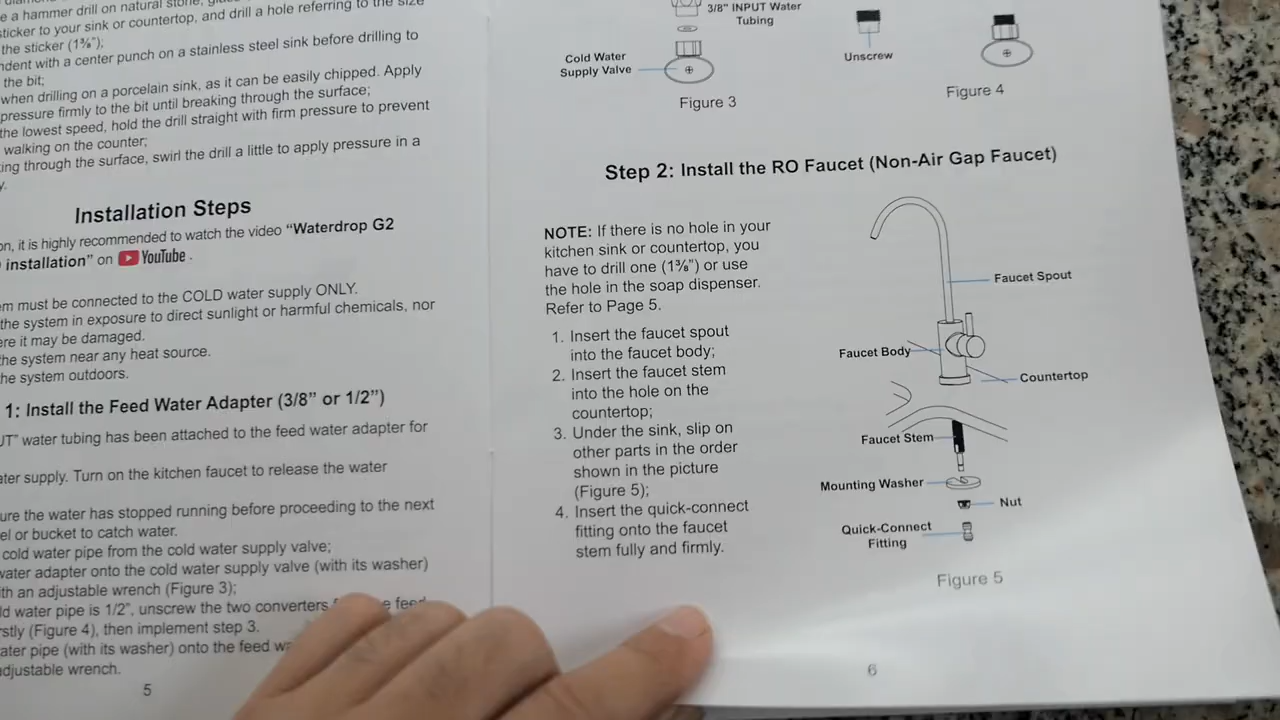 e a hammer drill on natural stone,
sticker to your sink or countertop, and drill a hole referring to the size
the sticker (1⅜");
ndent with a center punch on a stainless steel sink before drilling to
the bit;
when drilling on a porcelain sink, as it can be easily chipped. Apply
pressure firmly to the bit until breaking through the surface;
the lowest speed, hold the drill straight with firm pressure to prevent
walking on the counter;
ing through the surface, swirl the drill a little to apply pressure in a
y.
Installation Steps
on, it is highly recommended to watch the video “Waterdrop G2
installation” on YouTube .
em must be connected to the COLD water supply ONLY.
the system in exposure to direct sunlight or harmful chemicals, nor
ere it may be damaged.
the system near any heat source.
he system outdoors.
1: Install the Feed Water Adapter (3/8” or 1/2”)
UT” water tubing has been attached to the feed water adapter for
ater supply. Turn on the kitchen faucet to release the water
ure the water has stopped running before proceeding to the next
el or bucket to catch water.
cold water pipe from the cold water supply valve;
water adapter onto the cold water supply valve (with its washer)
ith an adjustable wrench (Figure 3);
ld water pipe is 1/2”, unscrew the two converters feed
rstly (Figure 4), then implement step 3.
ater pipe (with its washer) onto the feed
adjustable wrench.
5
3/8” INPUT Water
Tubing
Cold Water
Supply Valve
Figure 3
Unscrew
Figure 4
Step 2: Install the RO Faucet (Non-Air Gap Faucet)
NOTE: If there is no hole in your
kitchen sink or countertop, you
have to drill one (1⅜”) or use
the hole in the soap dispenser.
Refer to Page 5.
1. Insert the faucet spout
into the faucet body;
2. Insert the faucet stem
into the hole on the
countertop;
3. Under the sink, slip on
other parts in the order
shown in the picture
(Figure 5);
4. Insert the quick-connect
fitting onto the faucet
stem fully and firmly.
Faucet Spout
Faucet Body
Countertop
Faucet Stem
Mounting Washer
Nut
Quick-Connect
Fitting
Figure 5
6